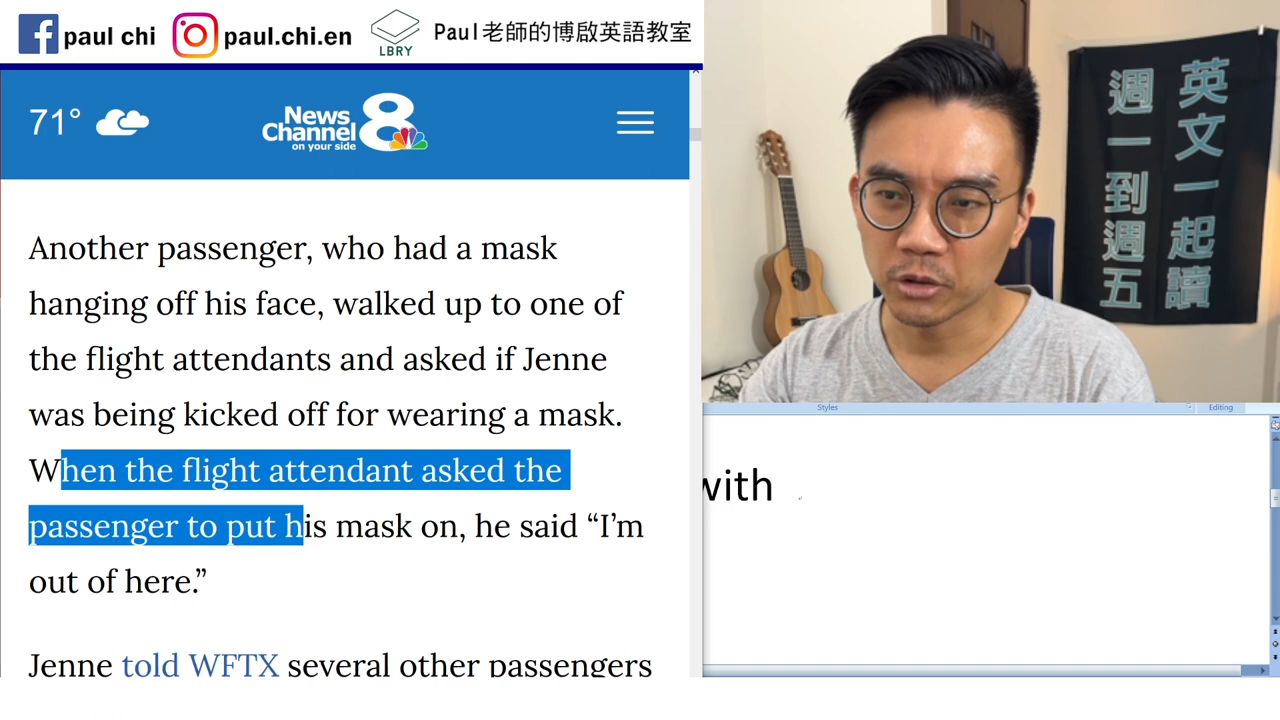 paul chi
paul.chi.en
LBRY
Paul老師的博啟英語教室
71°
News
Channel
8
on your side
Another passenger, who had a mask
hanging off his face, walked up to one of
the flight attendants and asked if Jenne
was being kicked off for wearing a mask.
When the flight attendant asked the
passenger to put his mask on, he said “I’m
out of here.”
Jenne told WFTX several other passengers
英文一起讀
週一到週五
Styles
Editing
with